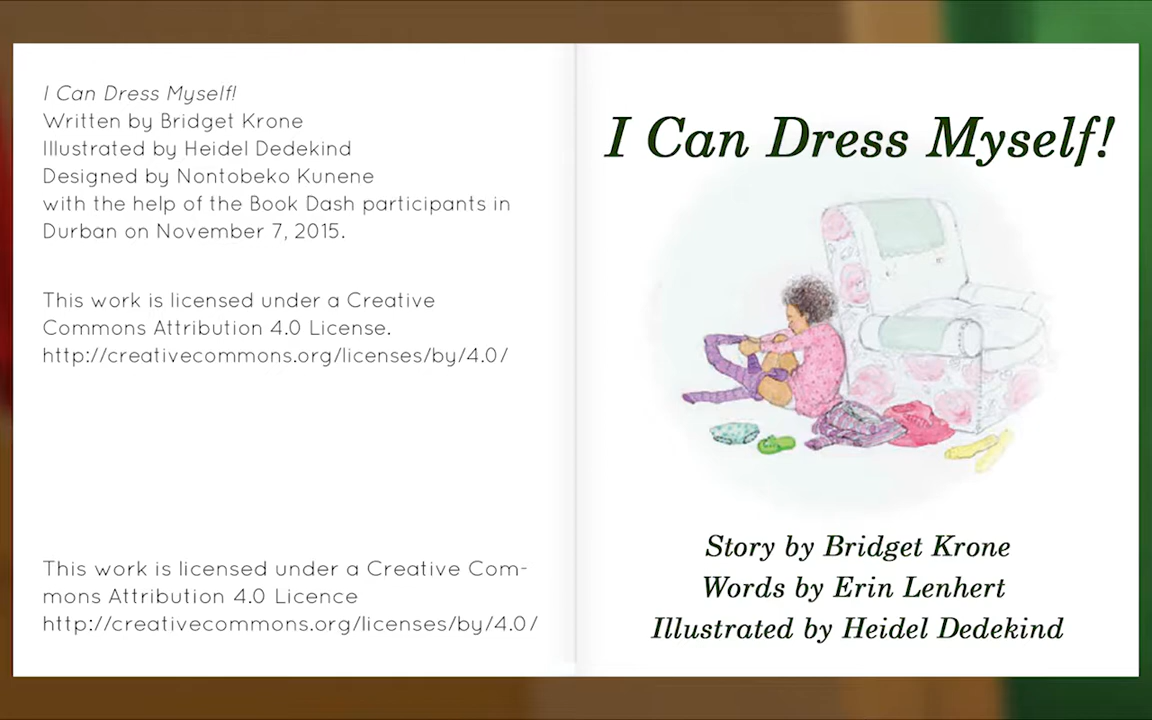 I Can Dress Myself!
Written by Bridget Krone
Illustrated by Heidel Dedekind
Designed by Nontobeko Kunene
with the help of the Book Dash participants in
Durban on November 7, 2015.
This work is licensed under a Creative
Commons Attribution 4.0 License.
http://creativecommons.org/licenses/by/4.0/
This work is licensed under a Creative Com-
mons Attribution 4.0 Licence
http://creativecommons.org/licenses/by/4.0/
I Can Dress Myself!
Story by Bridget Krone
Words by Erin Lenhert
Illustrated by Heidel Dedekind